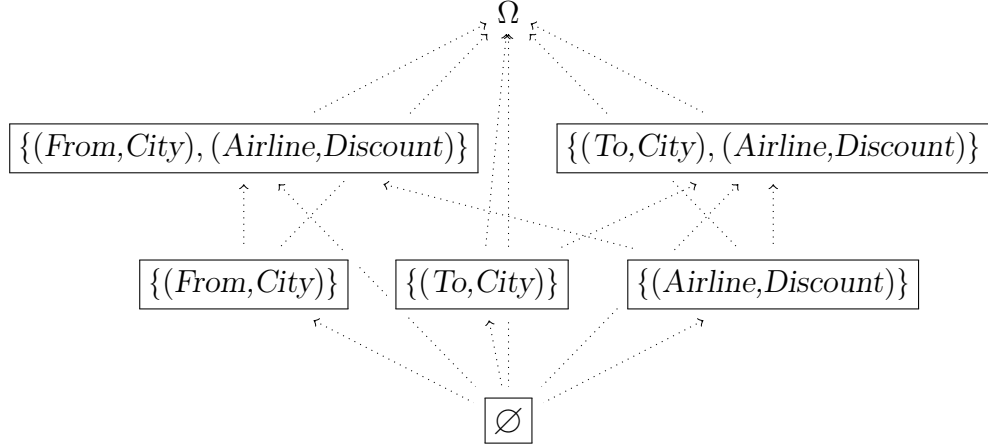 Ω
{(From,City), (Airline,Discount)} {(To,City), (Airline,Discount)}
{(From,City)} {(To,City)} {(Airline,Discount)}
∅